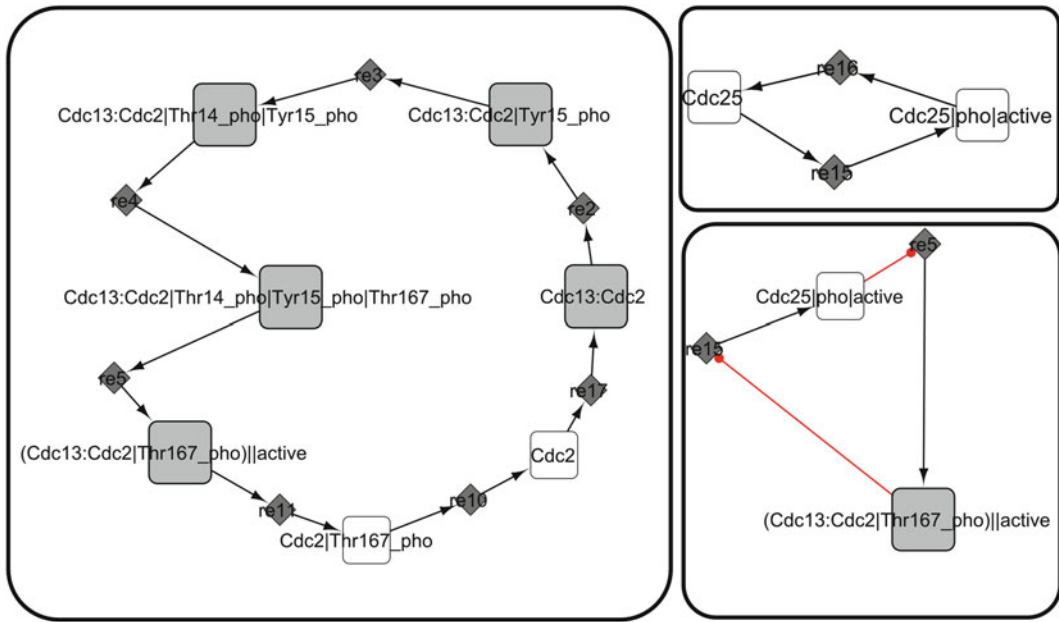 re3
Cdc13:Cdc2|Thr14_pho|Tyr15_pho
Cdc13:Cdc2|Tyr15_pho
re4
re2
Cdc13:Cdc2|Thr14_pho|Tyr15_pho|Thr167_pho
Cdc13:Cdc2
re5
re17
(Cdc13:Cdc2|Thr167_pho)||active
Cdc2
re11
re10
Cdc2|Thr167_pho
re16
Cdc25
Cdc25|pho|active
re15
re5
Cdc25|pho|active
re15
(Cdc13:Cdc2|Thr167_pho)||active